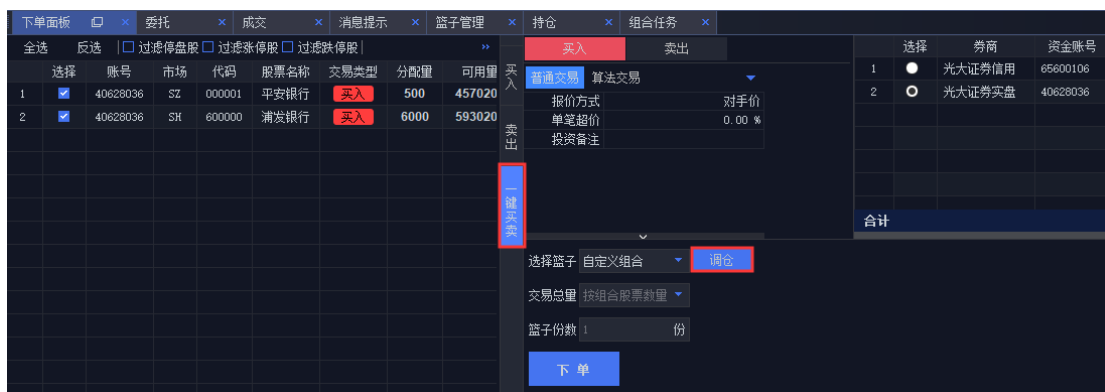 下单面板 委托 成交 消息提示 篮子管理 持仓 组合任务
全选 反选 过滤停盘股 过滤涨停股 过滤跌停股
选择 账号 市场 代码 股票名称 交易类型 分配量 可用量
1 40628036 SZ 000001 平安银行 买入 500 457020
2 40628036 SH 600000 浦发银行 买入 6000 593020
买入
卖出
一键买卖
买入 卖出
普通交易 算法交易
报价方式 对手价
单笔超价 0.00 %
投资备注
选择篮子 自定义组合 调仓
交易总量 按组合股票数量
篮子份数 1 份
下单
选择 券商 资金账号
1 光大证券信用 65600106
2 光大证券实盘 40628036
合计